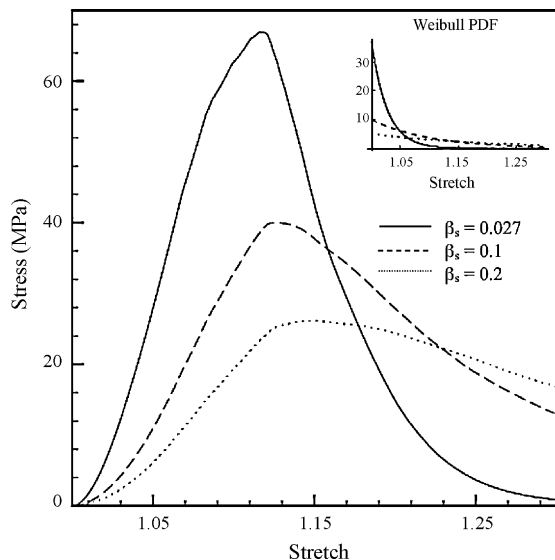 Weibull PDF
30
20
10
1.05 1.15 1.25
Stretch
60
40
20
0
Stress (MPa)
βs = 0.027
βs = 0.1
βs = 0.2
1.05 1.15 1.25
Stretch